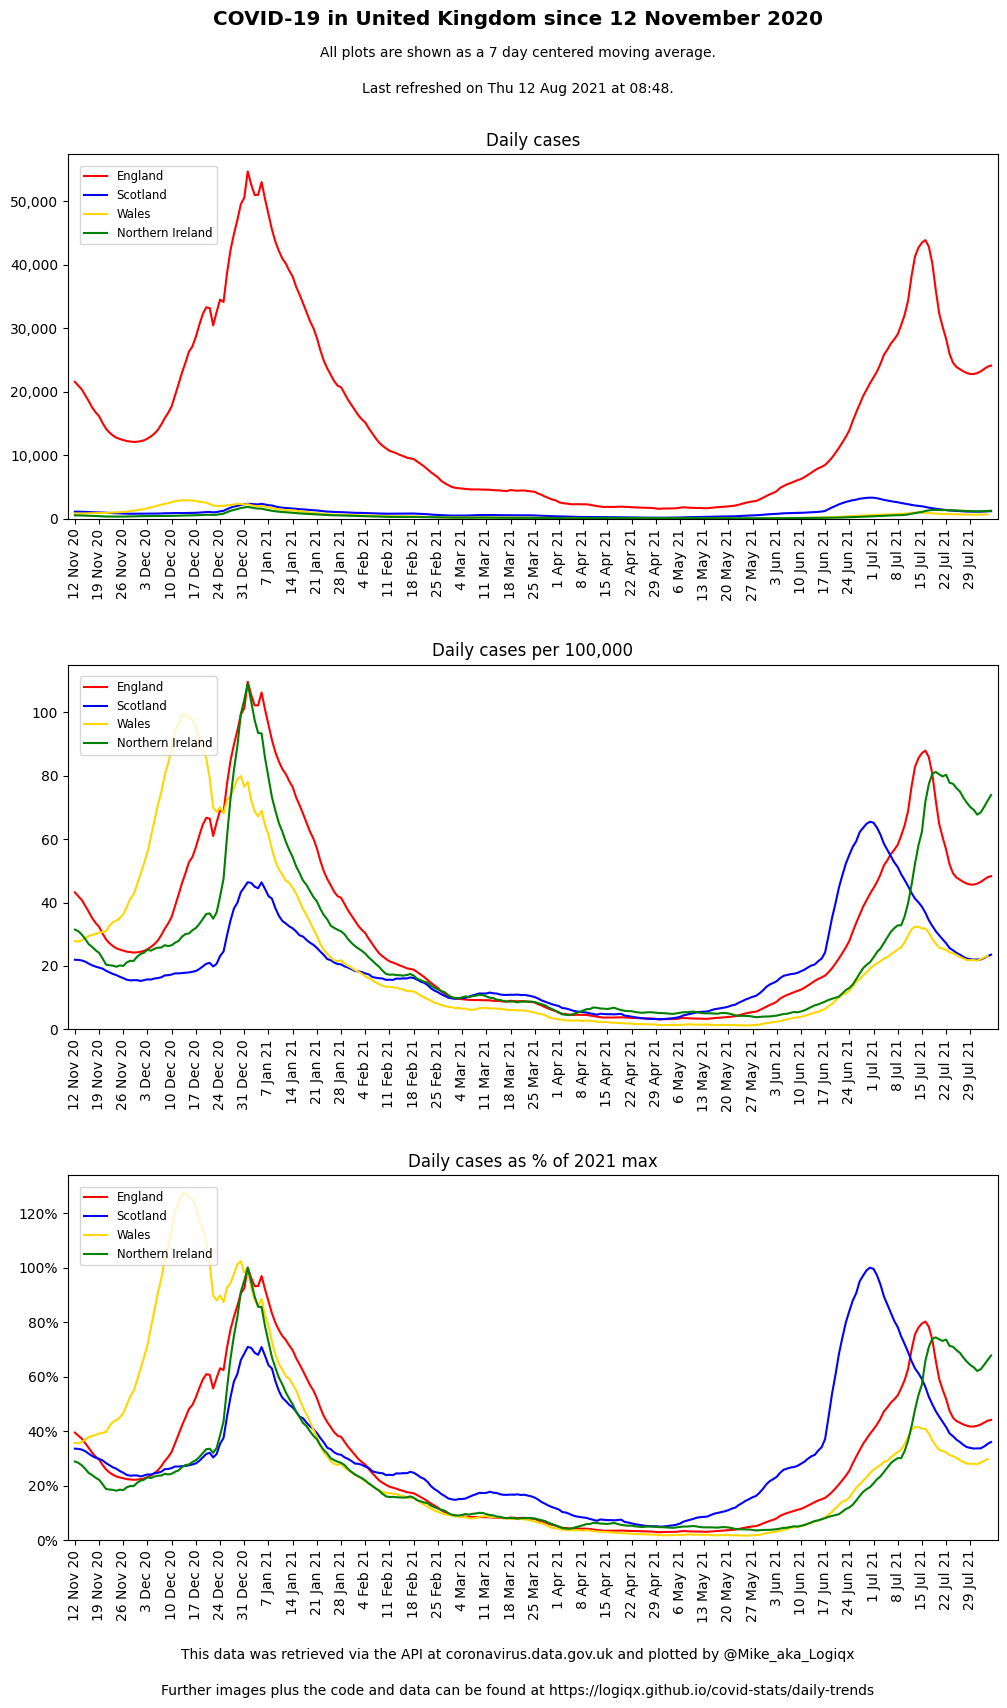 COVID-19 in United Kingdom since 12 November 2020
All plots are shown as a 7 day centered moving average.
Last refreshed on Thu 12 Aug 2021 at 08:48.
Daily cases
England
Scotland
Wales
Northern Ireland
50,000
40,000
30,000
20,000
10,000
0
12 Nov 20
19 Nov 20
26 Nov 20
3 Dec 20
10 Dec 20
17 Dec 20
24 Dec 20
31 Dec 20
7 Jan 21
14 Jan 21
21 Jan 21
28 Jan 21
4 Feb 21
11 Feb 21
18 Feb 21
25 Feb 21
4 Mar 21
11 Mar 21
18 Mar 21
25 Mar 21
1 Apr 21
8 Apr 21
15 Apr 21
22 Apr 21
29 Apr 21
6 May 21
13 May 21
20 May 21
27 May 21
3 Jun 21
10 Jun 21
17 Jun 21
24 Jun 21
1 Jul 21
8 Jul 21
15 Jul 21
22 Jul 21
29 Jul 21
Daily cases per 100,000
England
Scotland
Wales
Northern Ireland
100
80
60
40
20
0
12 Nov 20
19 Nov 20
26 Nov 20
3 Dec 20
10 Dec 20
17 Dec 20
24 Dec 20
31 Dec 20
7 Jan 21
14 Jan 21
21 Jan 21
28 Jan 21
4 Feb 21
11 Feb 21
18 Feb 21
25 Feb 21
4 Mar 21
11 Mar 21
18 Mar 21
25 Mar 21
1 Apr 21
8 Apr 21
15 Apr 21
22 Apr 21
29 Apr 21
6 May 21
13 May 21
20 May 21
27 May 21
3 Jun 21
10 Jun 21
17 Jun 21
24 Jun 21
1 Jul 21
8 Jul 21
15 Jul 21
22 Jul 21
29 Jul 21
Daily cases as % of 2021 max
England
Scotland
Wales
Northern Ireland
120%
100%
80%
60%
40%
20%
0%
12 Nov 20
19 Nov 20
26 Nov 20
3 Dec 20
10 Dec 20
17 Dec 20
24 Dec 20
31 Dec 20
7 Jan 21
14 Jan 21
21 Jan 21
28 Jan 21
4 Feb 21
11 Feb 21
18 Feb 21
25 Feb 21
4 Mar 21
11 Mar 21
18 Mar 21
25 Mar 21
1 Apr 21
8 Apr 21
15 Apr 21
22 Apr 21
29 Apr 21
6 May 21
13 May 21
20 May 21
27 May 21
3 Jun 21
10 Jun 21
17 Jun 21
24 Jun 21
1 Jul 21
8 Jul 21
15 Jul 21
22 Jul 21
29 Jul 21
This data was retrieved via the API at coronavirus.data.gov.uk and plotted by @Mike_aka_Logiqx
Further images plus the code and data can be found at https://logiqx.github.io/covid-stats/daily-trends